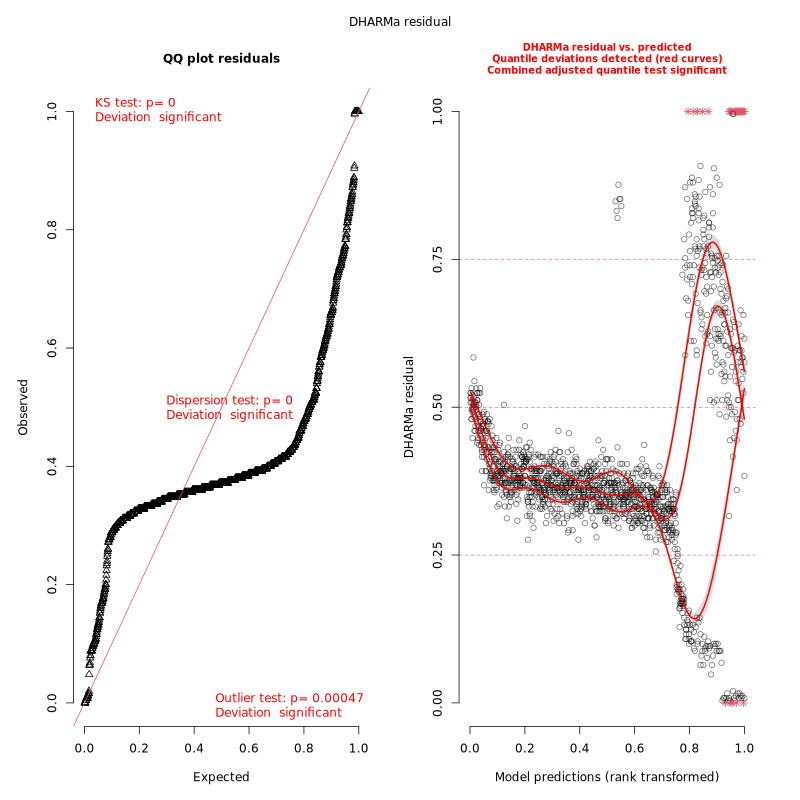 DHARMa residual
QQ plot residuals
KS test: p= 0
Deviation  significant
Dispersion test: p= 0
Deviation  significant
Outlier test: p= 0.00047
Deviation  significant
Observed
0.0
0.2
0.4
0.6
0.8
1.0
0.0
0.2
0.4
0.6
0.8
1.0
Expected
DHARMa residual vs. predicted
Quantile deviations detected (red curves)
Combined adjusted quantile test significant
DHARMa residual
0.00
0.25
0.50
0.75
1.00
0.0
0.2
0.4
0.6
0.8
1.0
Model predictions (rank transformed)